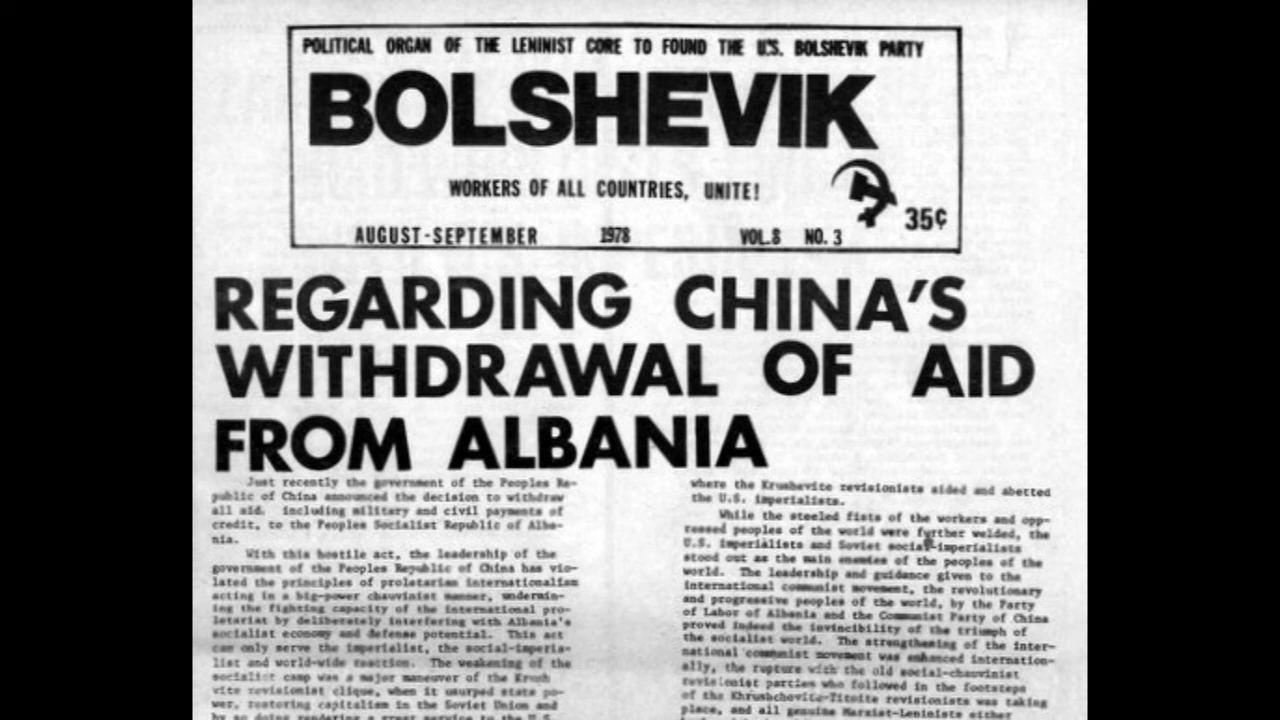 POLITICAL ORGAN OF THE LENINIST CORE TO FOUND THE U.S. BOLSHEVIK PARTY
BOLSHEVIK
WORKERS OF ALL COUNTRIES, UNITE!
35¢
AUGUST-SEPTEMBER 1978 VOL.8 NO. 3
REGARDING CHINA'S
WITHDRAWAL OF AID
FROM ALBANIA
Just recently the government of the Peoples Re-
public of China announced the decision to withdraw
all aid. including military and civil payments of
credit, to the Peoples Socialist Republic of Alba-
nia.
With this hostile act, the leadership of the
government of the Peoples Republic of China has vio-
lated the principles of proletarian internationalism
acting in a big-power chauvinist manner, undermin-
ing the fighting capacity of the international pro-
letariat by deliberately interfering with Albania's
socialist economy and defense potential. This act
can only serve the imperialist, the social-imperia-
list and world-wide reaction. The weakening of the
socialist camp was a major maneuver of the Krush
vite revisionist clique, when it usurped state po-
wer, restoring capitalism in the Soviet Union and
by so doing rendering a great service to the U.S.
where the Krushevite revisionists aided and abetted
the U.S. imperialists.
While the steeled fists of the workers and opp-
ressed peoples of the world were further welded, the
U.S. imperialists and Soviet social-imperialists
stood out as the main enemies of the peoples of the
world. The leadership and guidance given to the
international communist movement, the revolutionary
and progressive peoples of the world, by the Party
of Labor of Albania and the Communist Party of China
proved indeed the invincibility of the triumph of
the socialist world. The strengthening of the inter-
national communist movement was enhanced internation-
ally, the rupture with the old social-chauvinist
revisionist parties who followed in the footsteps
of the Khrushchovite-Titoite revisionists was taking
place, and all genuine Marxist-Leninists either